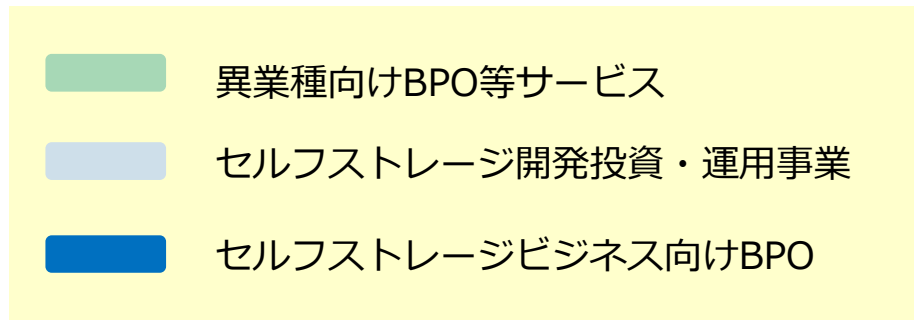 異業種向けBPO等サービス
セルフストレージ開発投資・運用事業
セルフストレージビジネス向けBPO